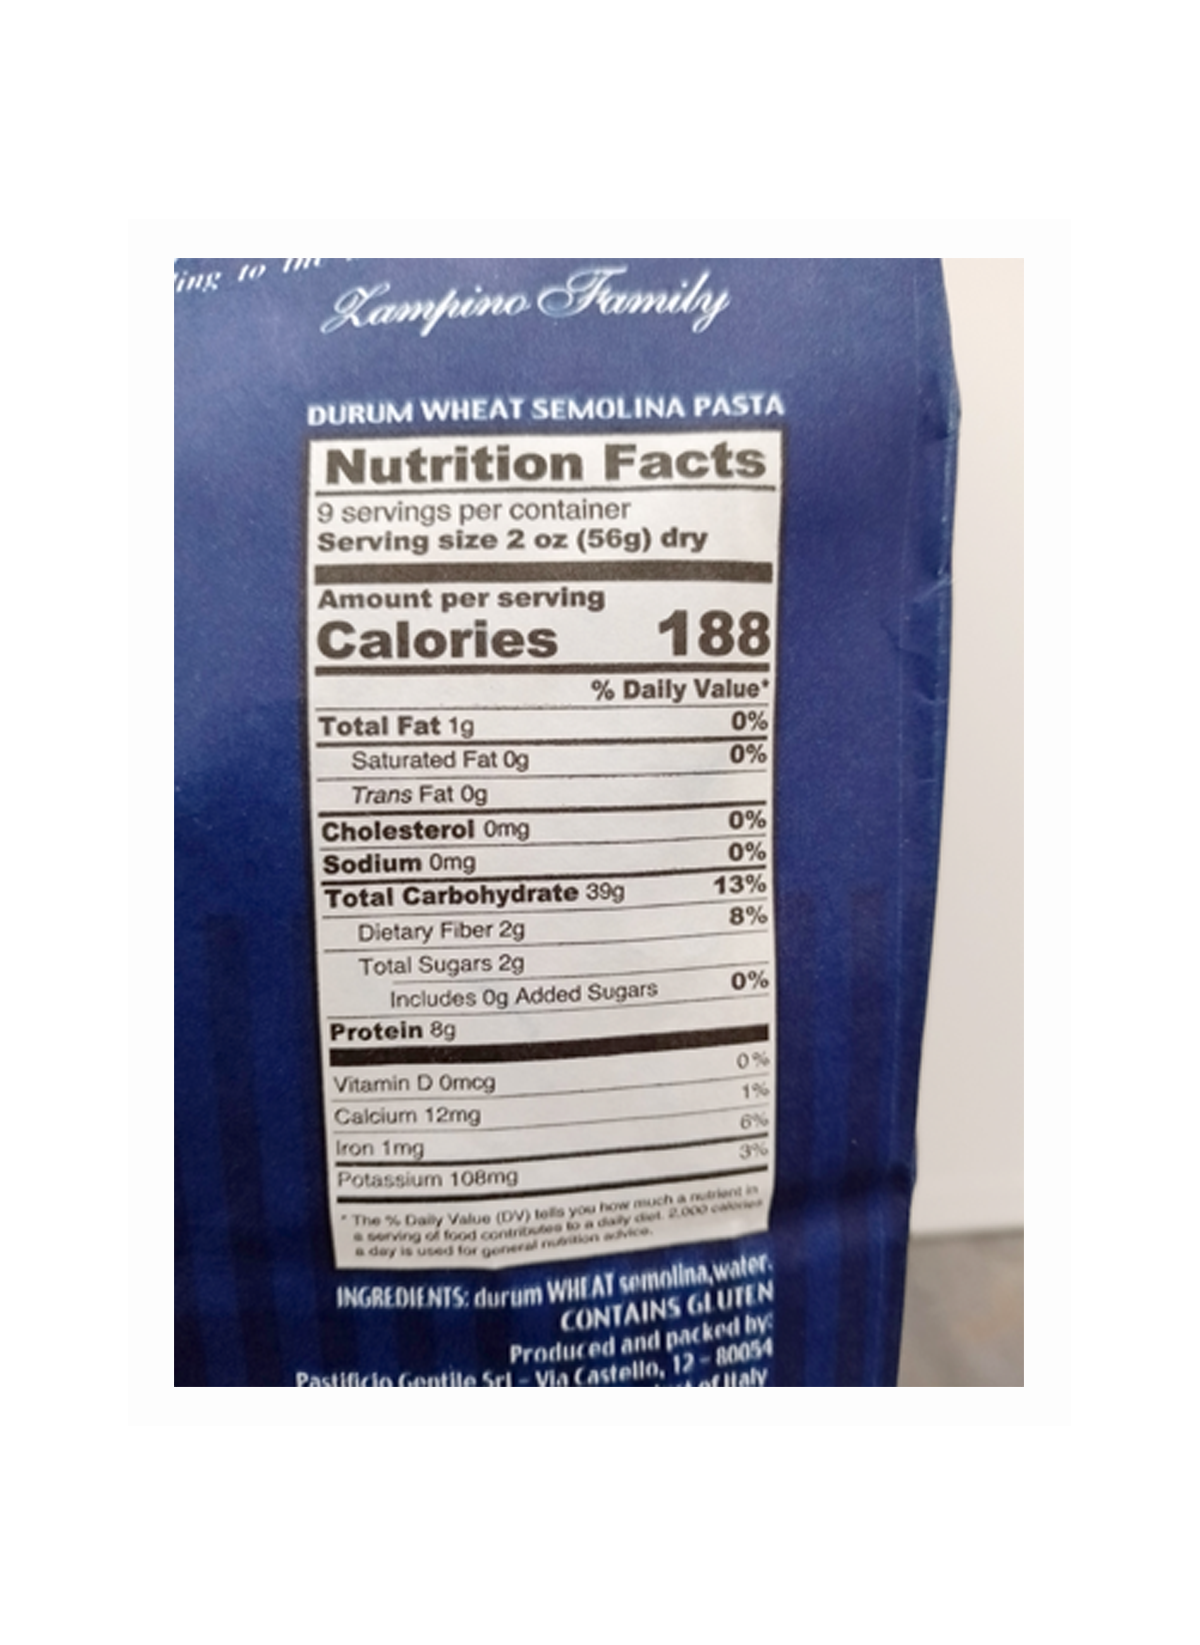 ing to the
Zampino Family
DURUM WHEAT SEMOLINA PASTA
Nutrition Facts
9 servings per container
Serving size 2 oz (56g) dry
Amount per serving
Calories 188
% Daily Value*
Total Fat 1g 0%
Saturated Fat 0g 0%
Trans Fat 0g
Cholesterol 0mg 0%
Sodium 0mg 0%
Total Carbohydrate 39g 13%
Dietary Fiber 2g 8%
Total Sugars 2g
Includes 0g Added Sugars 0%
Protein 8g
Vitamin D 0mcg 0%
Calcium 12mg 1%
Iron 1mg 6%
Potassium 108mg 3%
* The % Daily Value (DV) tells you how much a nutrient in
a serving of food contributes to a daily diet. 2,000 calories
a day is used for general nutrition advice.
INGREDIENTS: durum WHEAT semolina, water.
CONTAINS GLUTEN
Produced and packed by:
Pastificio Gentile Srl - Via Castello, 12 - 80054
of Italy